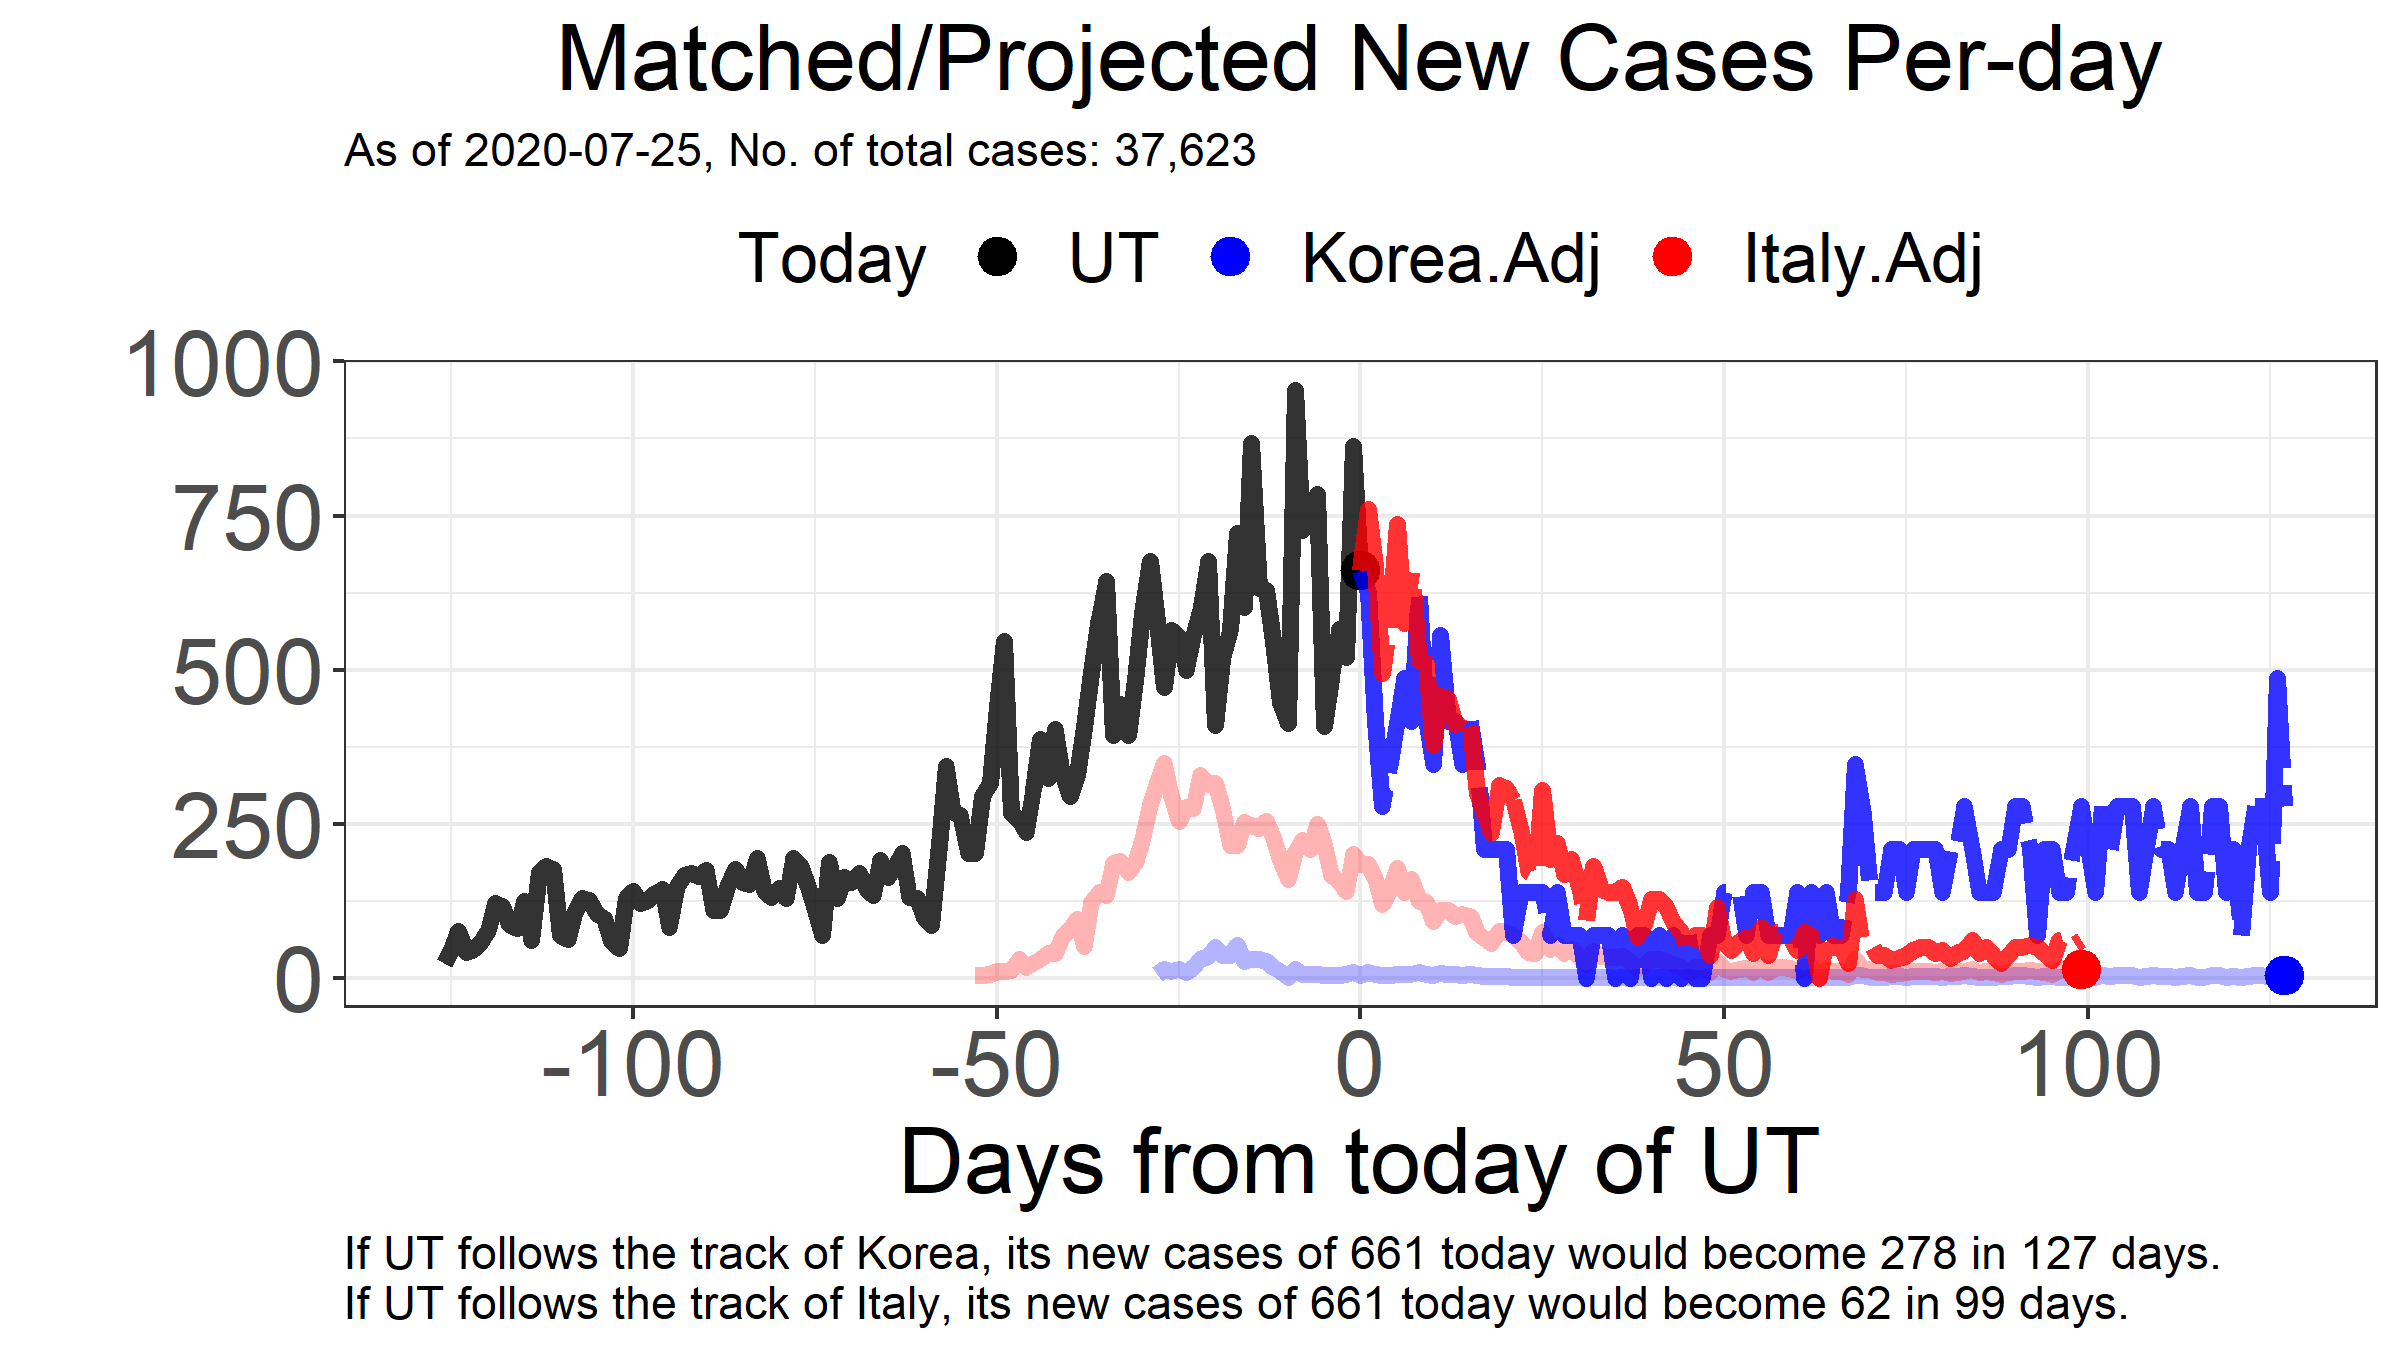 Matched/Projected New Cases Per-day
As of 2020-07-25, No. of total cases: 37,623
Today UT Korea.Adj Italy.Adj
1000
750
500
250
0
-100 -50 0 50 100
Days from today of UT
If UT follows the track of Korea, its new cases of 661 today would become 278 in 127 days.
If UT follows the track of Italy, its new cases of 661 today would become 62 in 99 days.